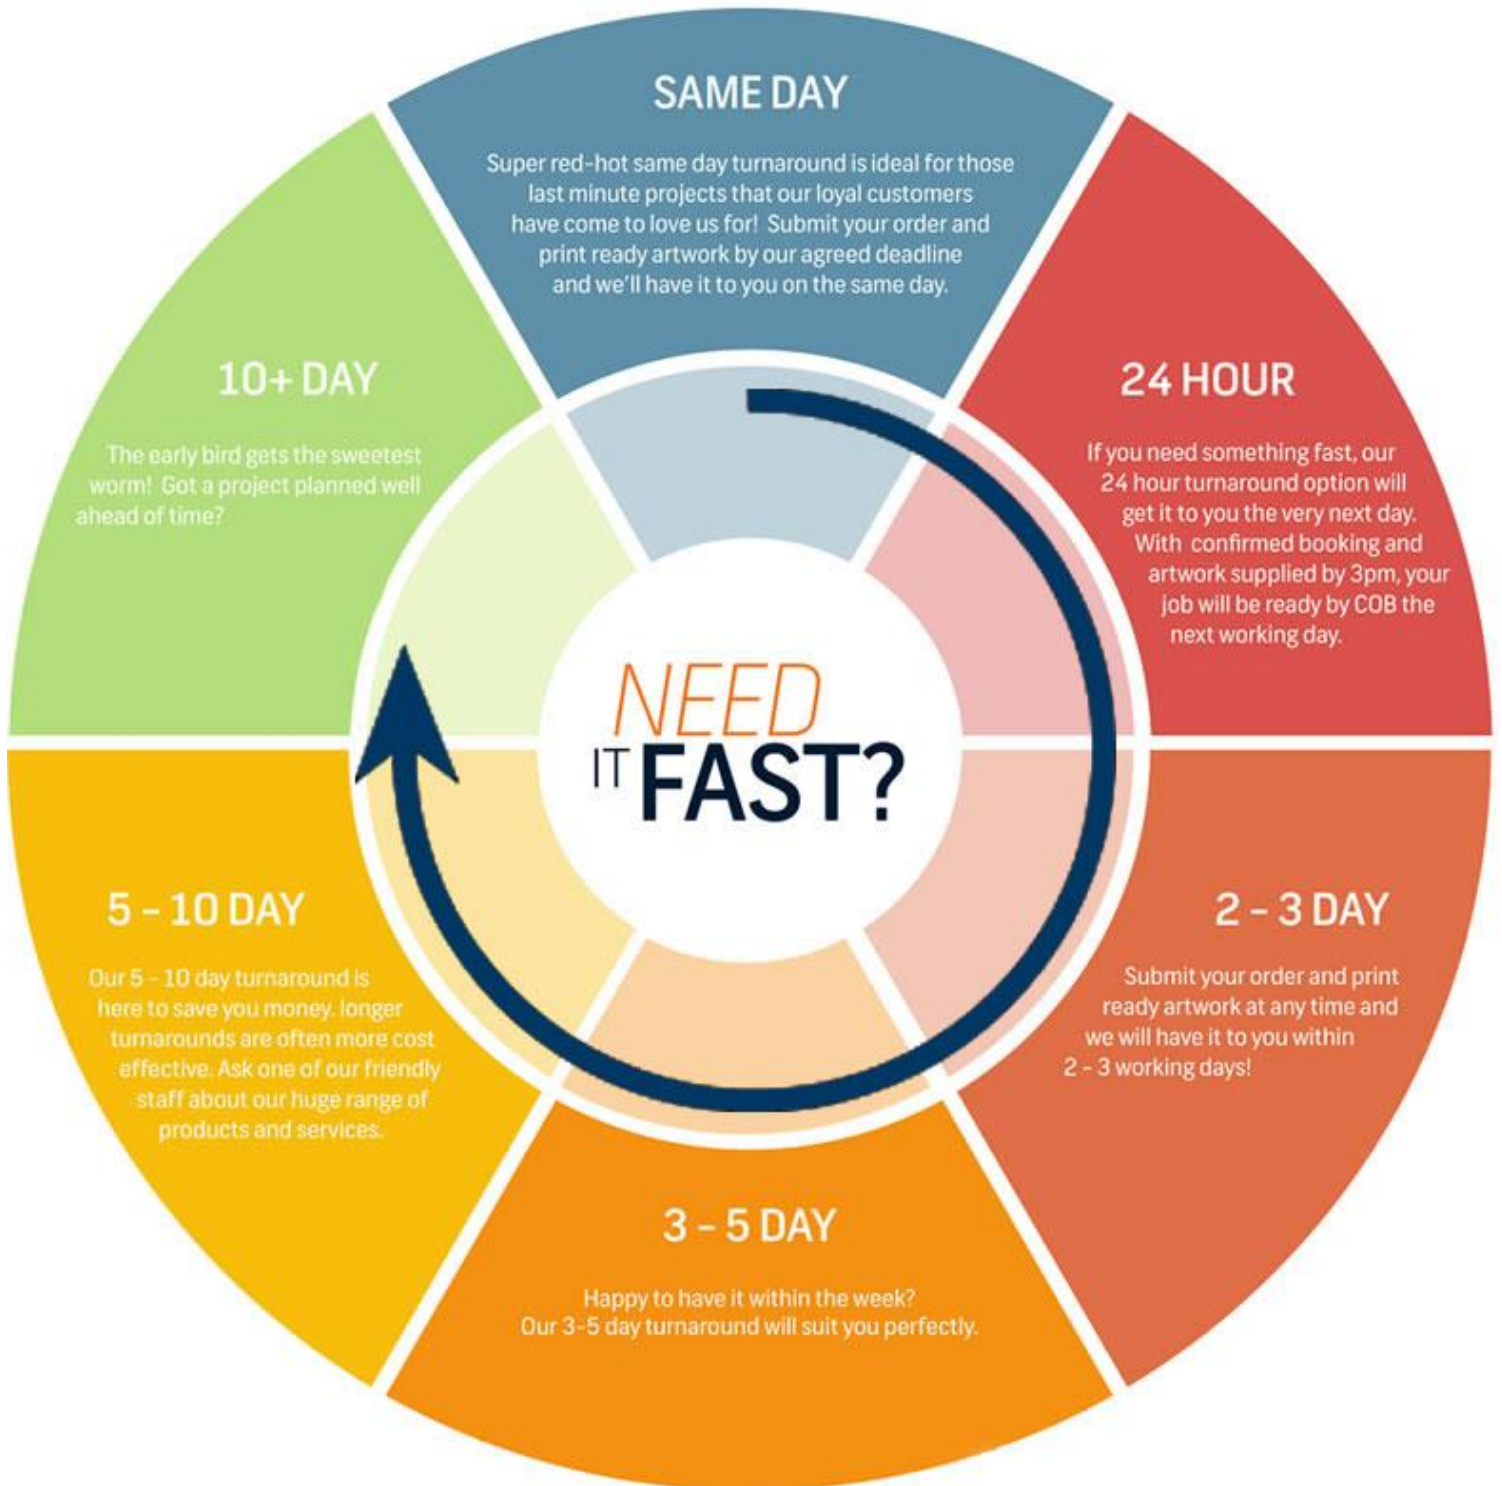 SAME DAY
Super red-hot same day turnaround is ideal for those
last minute projects that our loyal customers
have come to love us for! Submit your order and
print ready artwork by our agreed deadline
and we'll have it to you on the same day.
24 HOUR
If you need something fast, our
24 hour turnaround option will
get it to you the very next day.
With confirmed booking and
artwork supplied by 3pm, your
job will be ready by COB the
next working day.
2 - 3 DAY
Submit your order and print
ready artwork at any time and
we will have it to you within
2 - 3 working days!
3 - 5 DAY
Happy to have it within the week?
Our 3-5 day turnaround will suit you perfectly.
5 - 10 DAY
Our 5 - 10 day turnaround is
here to save you money. longer
turnarounds are often more cost
effective. Ask one of our friendly
staff about our huge range of
products and services.
10+ DAY
The early bird gets the sweetest
worm! Got a project planned well
ahead of time?
NEED
IT FAST?